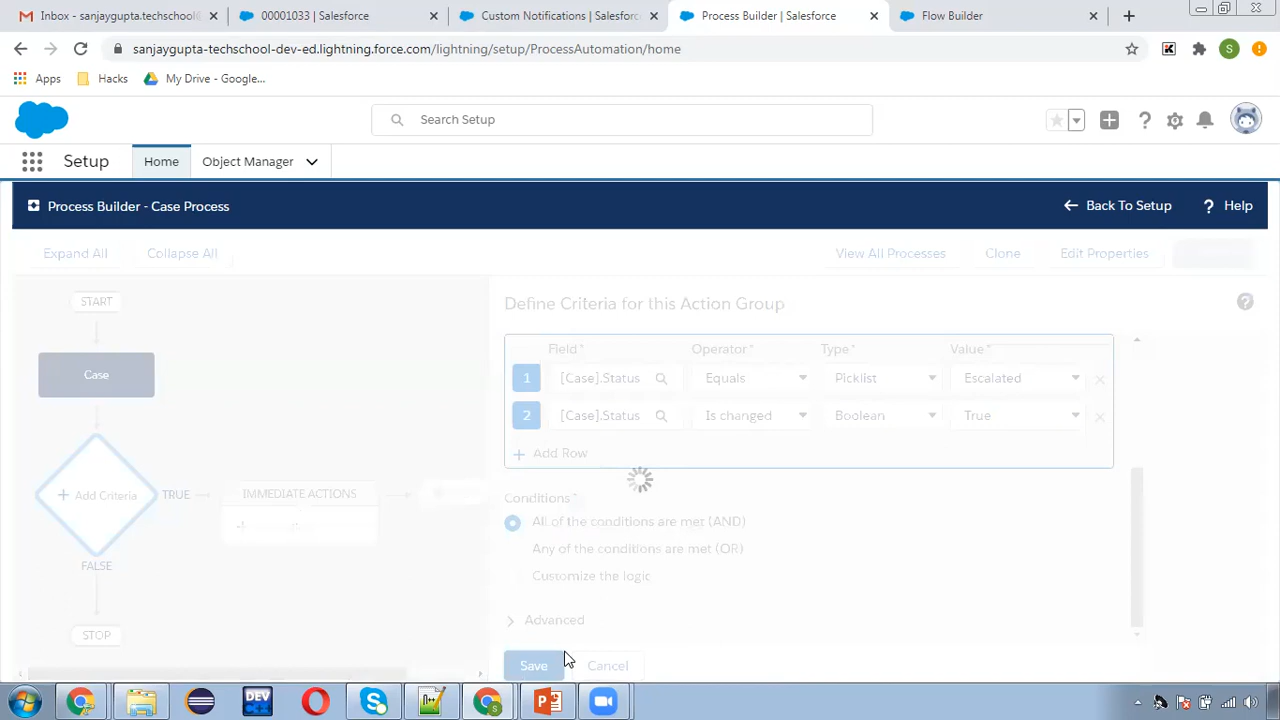 Inbox - sanjaygupta.techschool@
00001033 | Salesforce
Custom Notifications | Salesforc
Process Builder | Salesforce
Flow Builder
sanjaygupta-techschool-dev-ed.lightning.force.com/lightning/setup/ProcessAutomation/home
S
Apps
Hacks
My Drive - Google...
Search Setup
Setup
Home
Object Manager
Process Builder - Case Process
Back To Setup
? Help
Expand All
Collapse All
View All Processes
Clone
Edit Properties
START
Define Criteria for this Action Group
Field*
Operator*
Type*
Value*
Case
1
[Case].Status
Equals
Picklist
Escalated
2
[Case].Status
Is changed
Boolean
True
+ Add Row
+ Add Criteria
TRUE
IMMEDIATE ACTIONS
Conditions*
All of the conditions are met (AND)
Any of the conditions are met (OR)
FALSE
Customize the logic
Advanced
STOP
Save
Cancel
DEV
C++